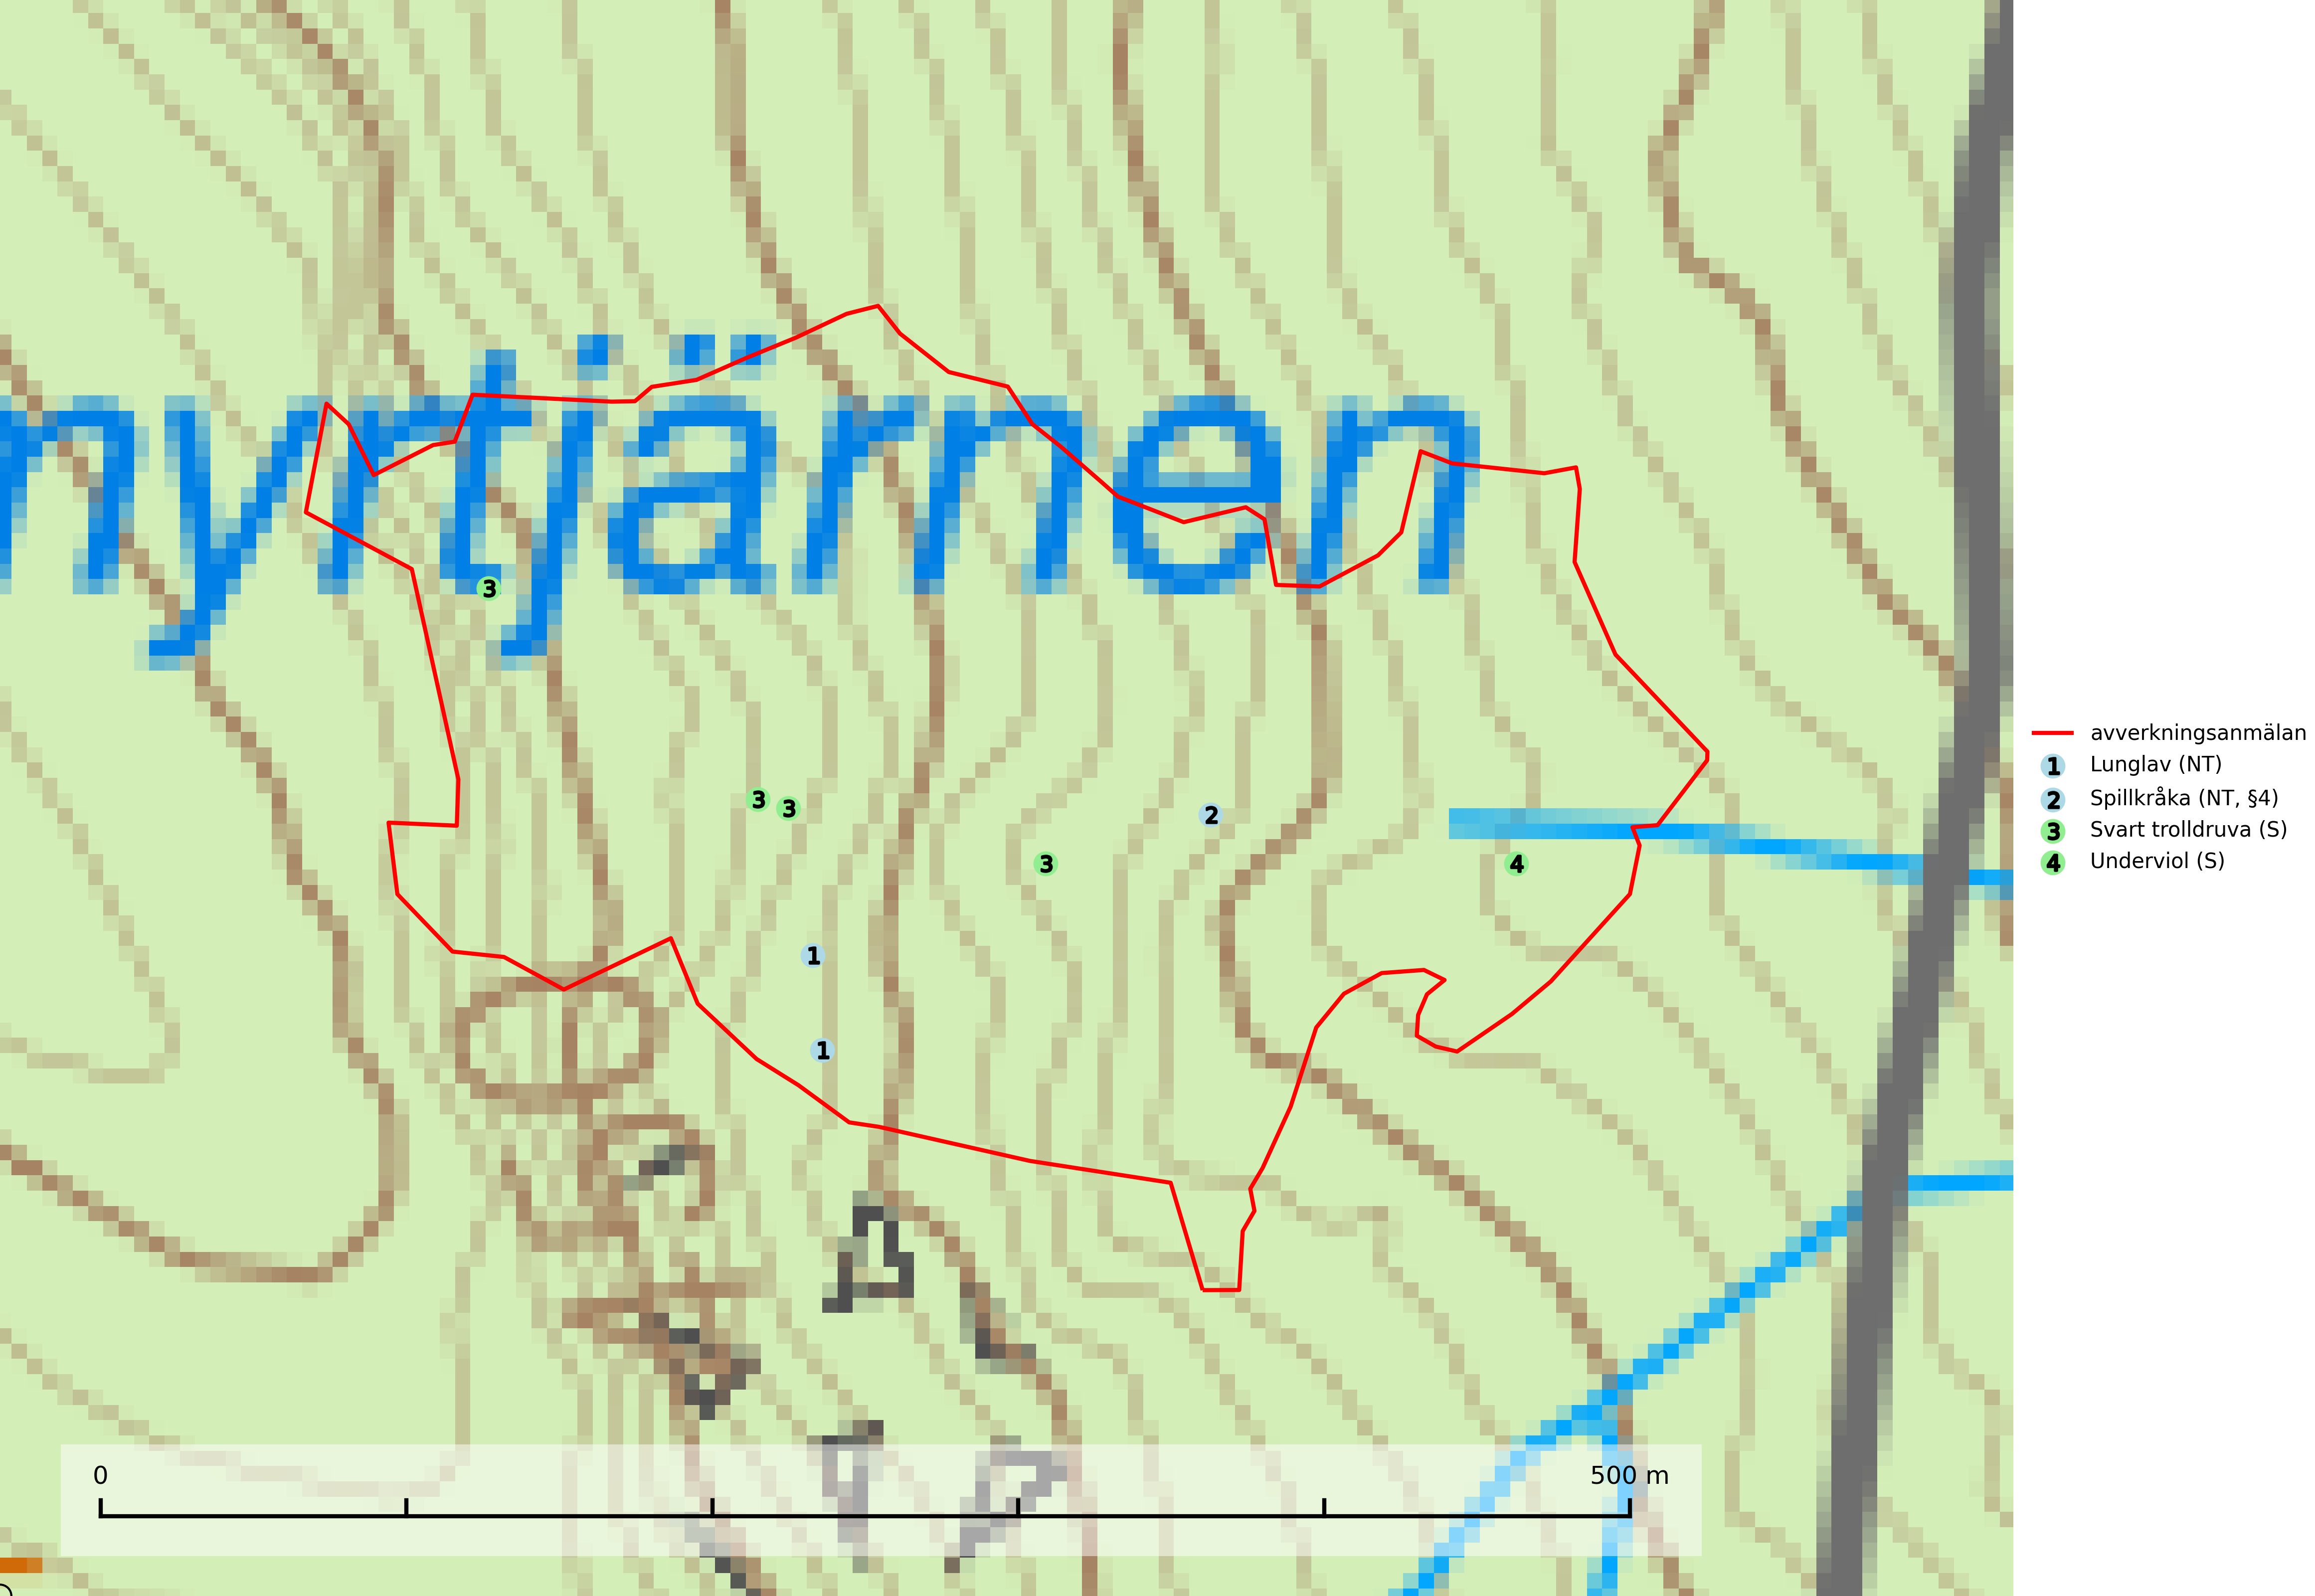 myrtjärnen
3
3
3
2
3
4
1
1
0
500 m
avverkningsanmälan
1 Lunglav (NT)
2 Spillkråka (NT, §4)
3 Svart trolldruva (S)
4 Underviol (S)